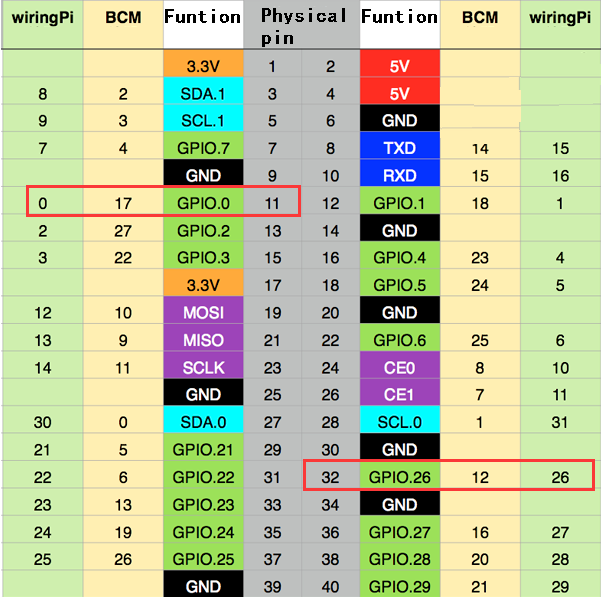 wiringPi BCM Funtion Physical pin Funtion BCM wiringPi
3.3V 1 2 5V
8 2 SDA.1 3 4 5V
9 3 SCL.1 5 6 GND
7 4 GPIO.7 7 8 TXD 14 15
GND 9 10 RXD 15 16
0 17 GPIO.0 11 12 GPIO.1 18 1
2 27 GPIO.2 13 14 GND
3 22 GPIO.3 15 16 GPIO.4 23 4
3.3V 17 18 GPIO.5 24 5
12 10 MOSI 19 20 GND
13 9 MISO 21 22 GPIO.6 25 6
14 11 SCLK 23 24 CE0 8 10
GND 25 26 CE1 7 11
30 0 SDA.0 27 28 SCL.0 1 31
21 5 GPIO.21 29 30 GND
22 6 GPIO.22 31 32 GPIO.26 12 26
23 13 GPIO.23 33 34 GND
24 19 GPIO.24 35 36 GPIO.27 16 27
25 26 GPIO.25 37 38 GPIO.28 20 28
GND 39 40 GPIO.29 21 29